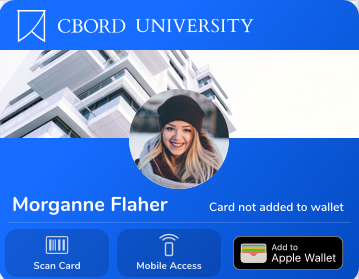 CBORD UNIVERSITY
Morganne Flaher
Card not added to wallet
Scan Card
Mobile Access
Add to
Apple Wallet